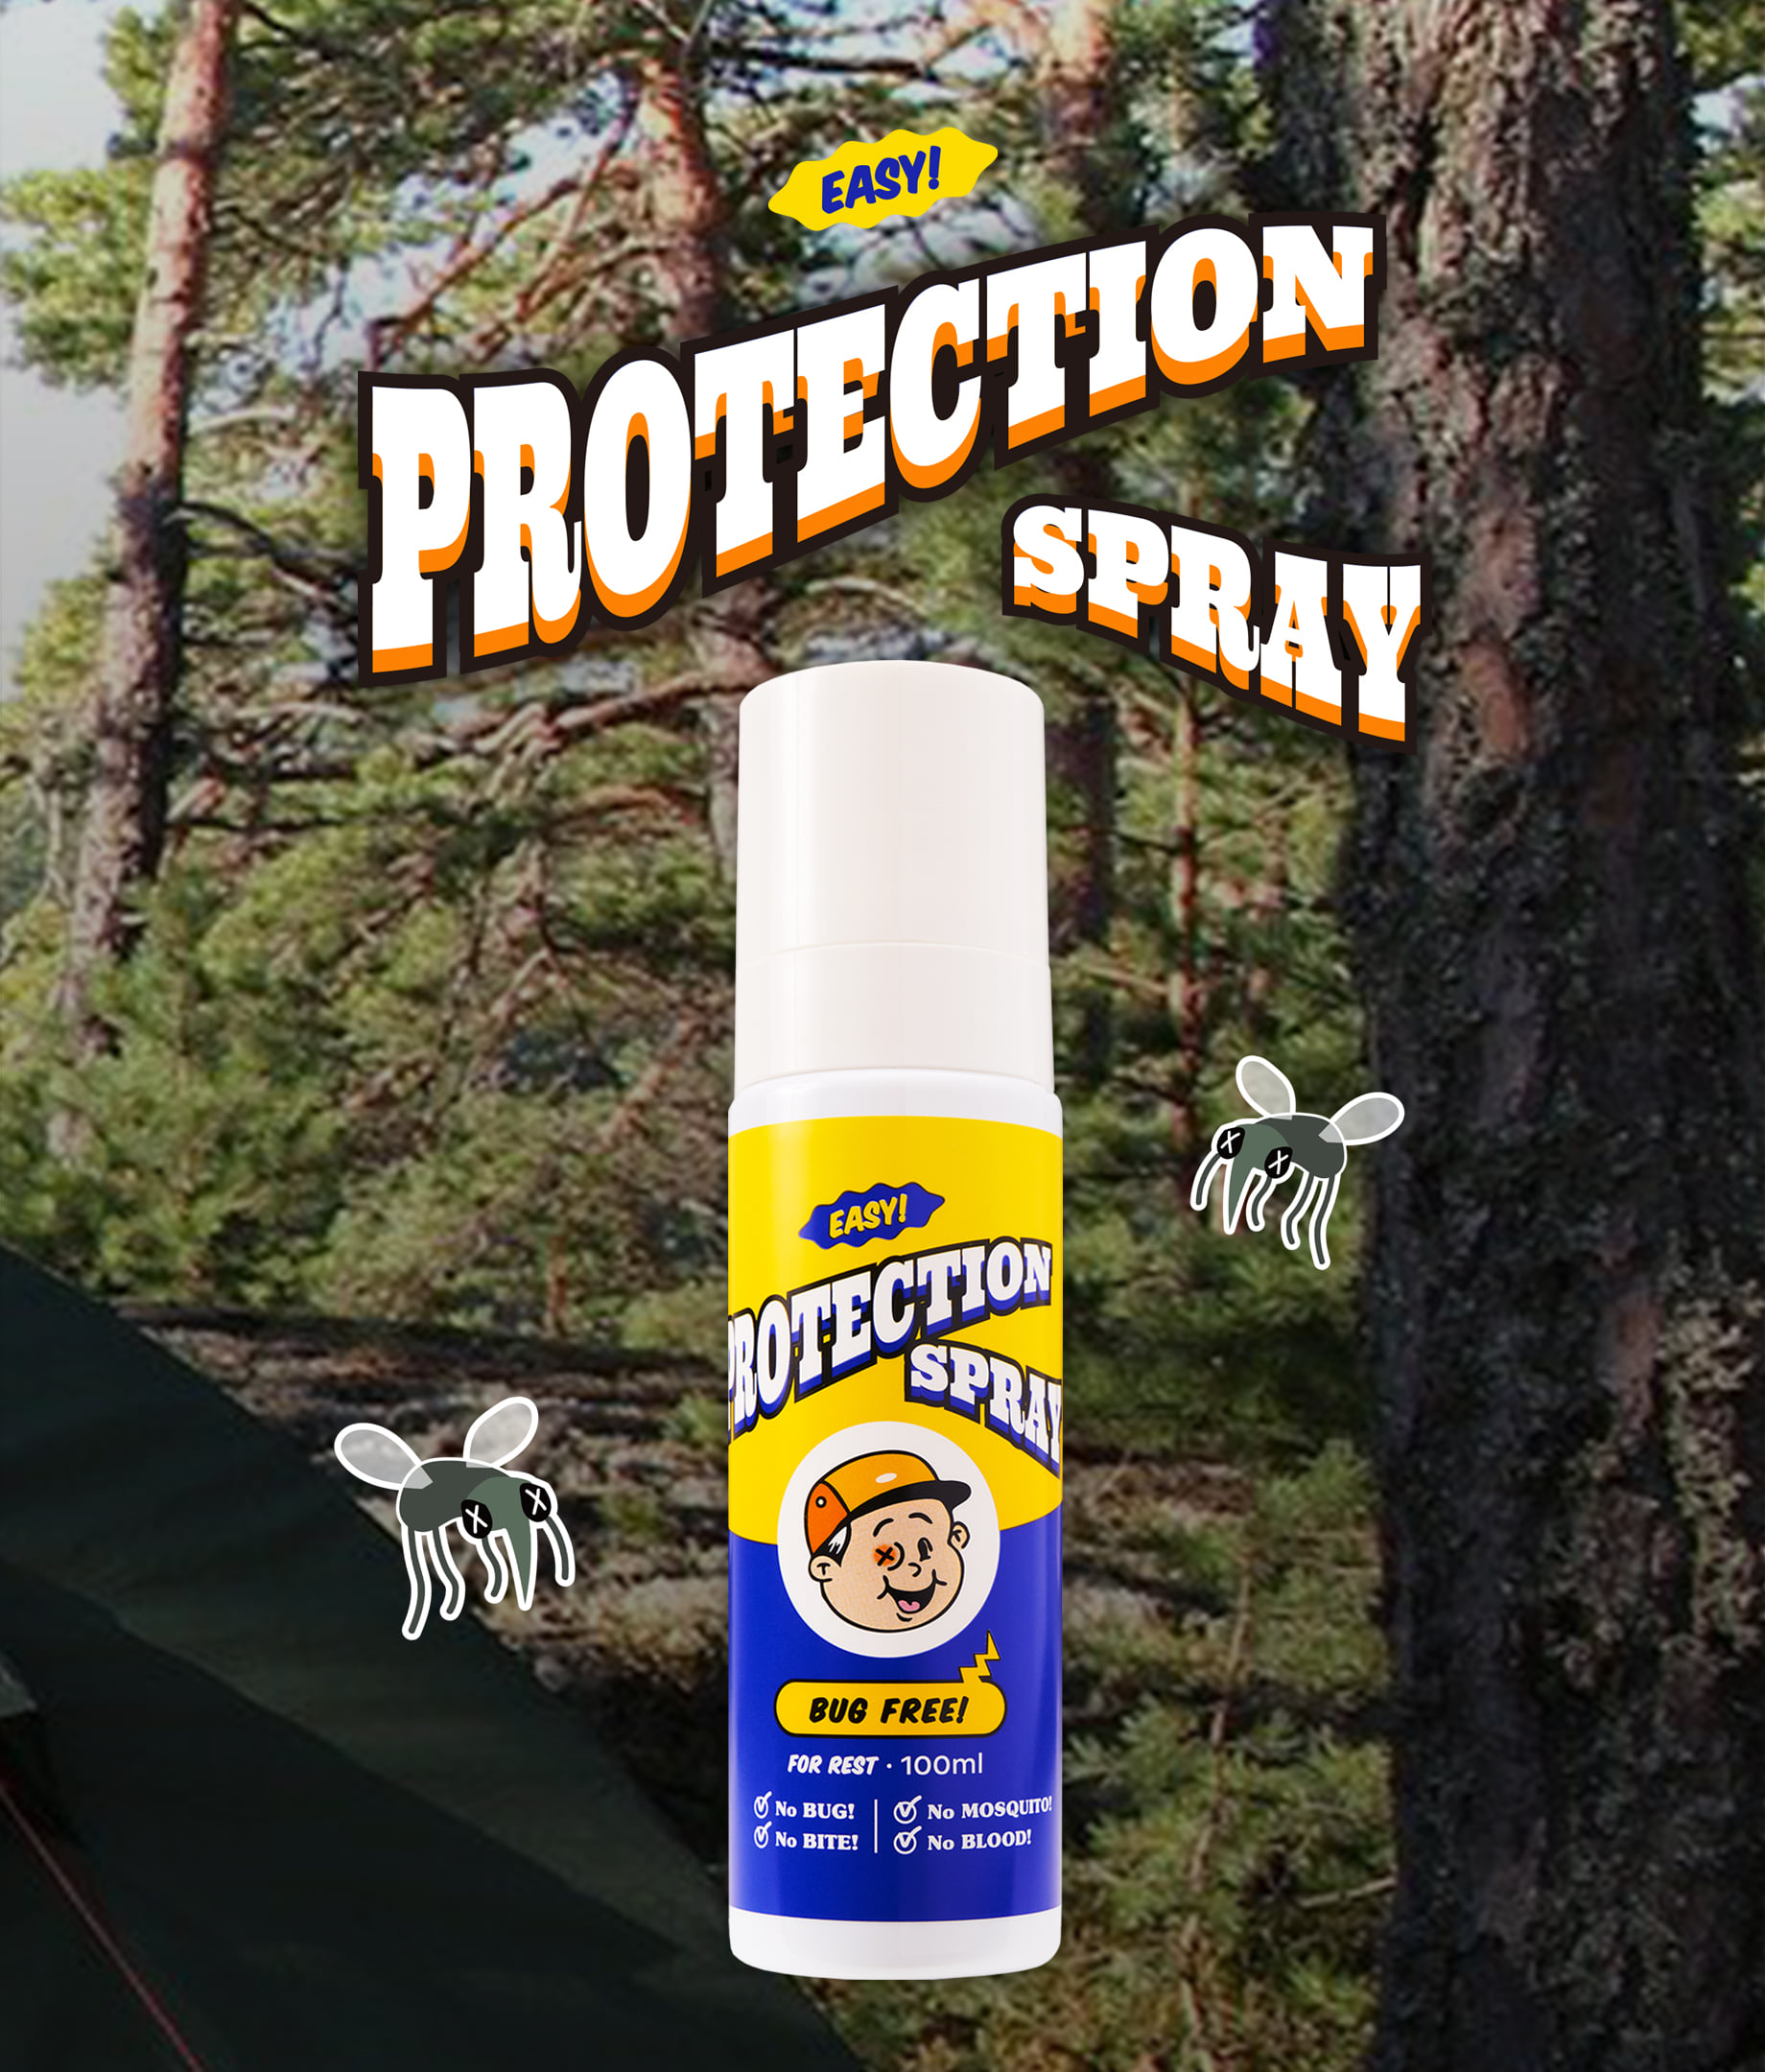 EASY!
PROTECTION
SPRAY
EASY!
PROTECTION
SPRAY
BUG FREE!
FOR REST · 100ml
No BUG! No MOSQUITO!
No BITE! No BLOOD!